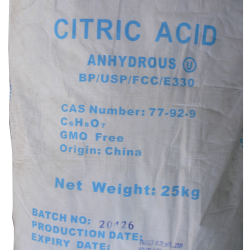 CITRIC ACID
ANHYDROUS U
BP/USP/FCC/E330
CAS Number: 77-92-9
C₆H₈O₇
GMO Free
Origin: China
Net Weight: 25kg
BATCH NO:
PRODUCTION DATE:
EXPIRY DATE: